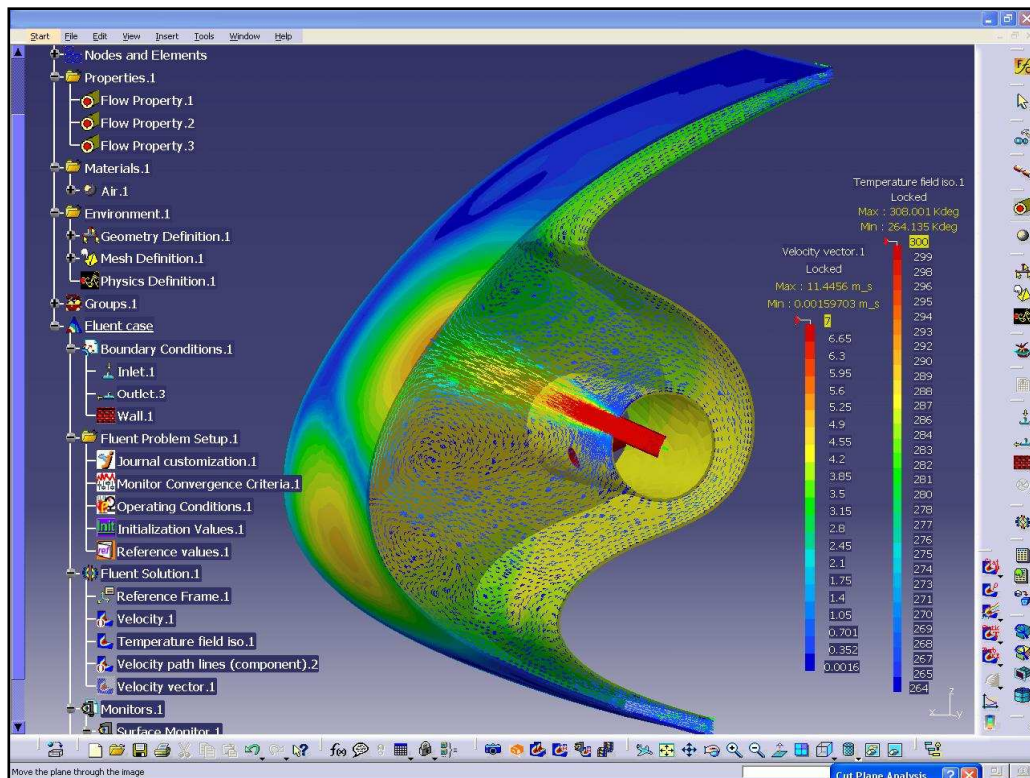 Start File Edit View Insert Tools Window Help
Nodes and Elements
Properties.1
Flow Property.1
Flow Property.2
Flow Property.3
Materials.1
Air.1
Environment.1
Geometry Definition.1
Mesh Definition.1
Physics Definition.1
Groups.1
Fluent case
Boundary Conditions.1
Inlet.1
Outlet.3
Wall.1
Fluent Problem Setup.1
Journal customization.1
Monitor Convergence Criteria.1
Operating Conditions.1
Initialization Values.1
Reference values.1
Fluent Solution.1
Reference Frame.1
Velocity.1
Temperature field iso.1
Velocity path lines (component).2
Velocity vector.1
Monitors.1
Surface Monitor.1
Velocity vector.1
Locked
Max : 11.4456 m_s
Min : 0.00159703 m_s
7
6.65
6.3
5.95
5.6
5.25
4.9
4.55
4.2
3.85
3.5
3.15
2.8
2.45
2.1
1.75
1.4
1.05
0.701
0.352
0.0016
Temperature field iso.1
Locked
Max : 308.001 Kdeg
Min : 264.135 Kdeg
300
299
298
296
295
294
293
292
290
289
288
287
286
284
283
282
281
280
278
277
276
275
274
273
271
270
269
268
267
265
264
z
x y
f(x)
Move the plane through the image
Cut Plane Analysis